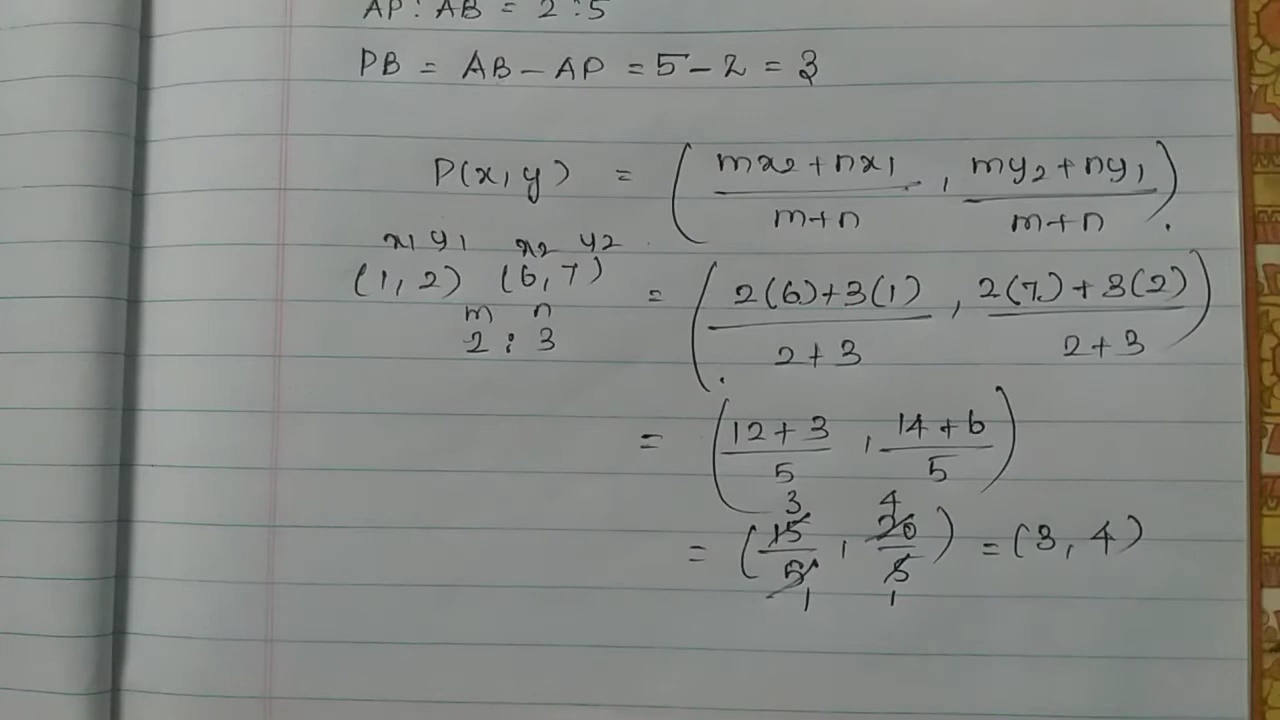 AP : AB = 2 : 5
PB = AB - AP = 5 - 2 = 3
P(x, y) = ( mx2 + nx1 / m+n , my2 + ny1 / m+n ).
x1 y1 x2 y2
(1, 2) (6, 7) = ( 2(6)+3(1) / 2+3 , 2(7)+3(2) / 2+3 )
m n
2 : 3
= ( 12+3 / 5 , 14+6 / 5 )
3 4
= ( 15 / 5 , 20 / 5 ) = (3, 4)
1 1